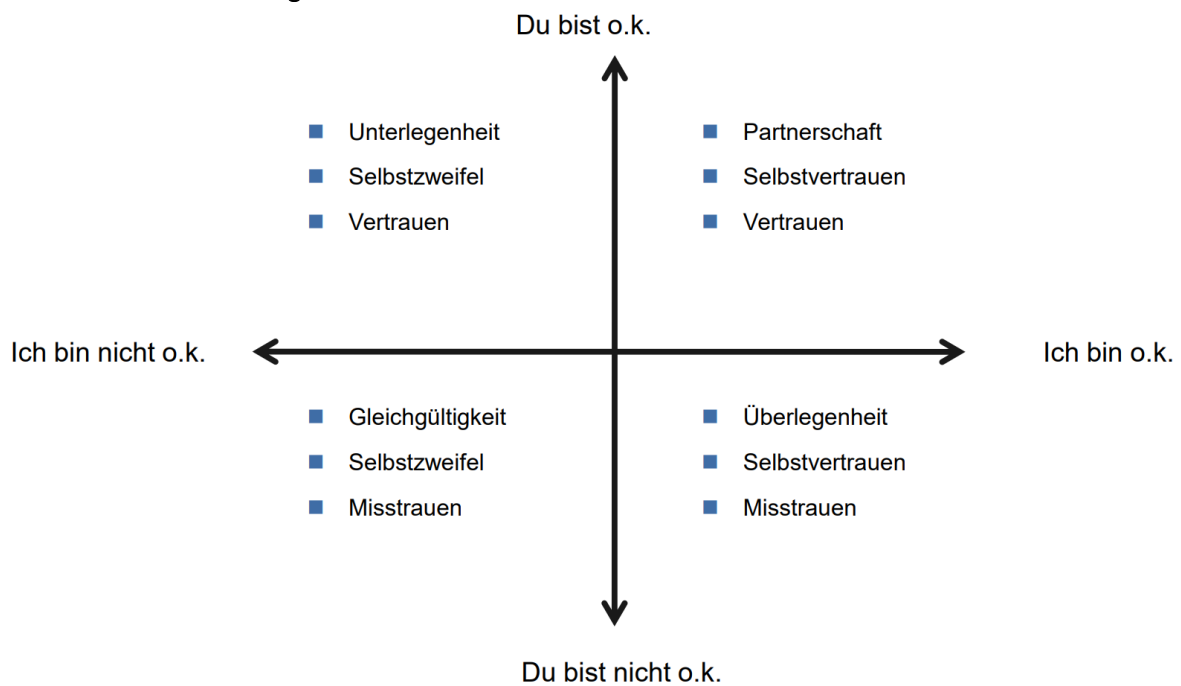 g
Du bist o.k.
Unterlegenheit
Selbstzweifel
Vertrauen
Partnerschaft
Selbstvertrauen
Vertrauen
Ich bin nicht o.k.
Ich bin o.k.
Gleichgültigkeit
Selbstzweifel
Misstrauen
Überlegenheit
Selbstvertrauen
Misstrauen
Du bist nicht o.k.